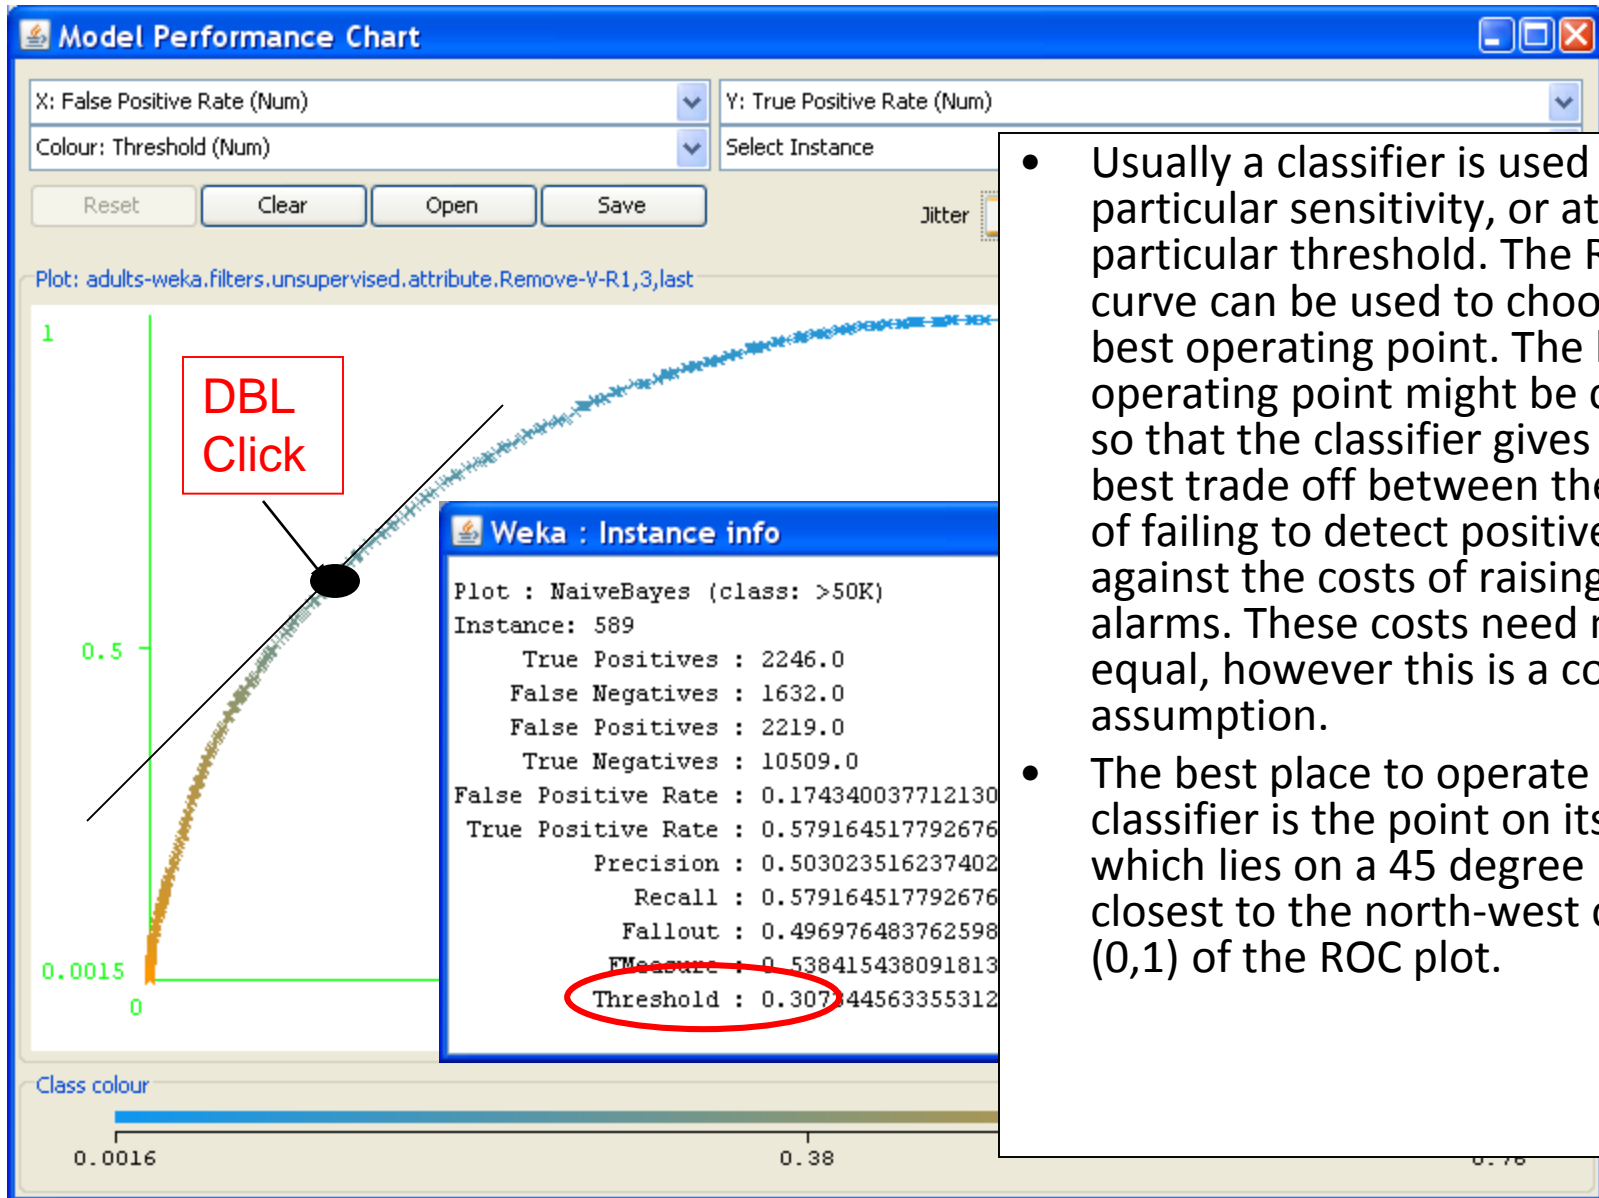 Model Performance Chart
X: False Positive Rate (Num)
Y: True Positive Rate (Num)
Colour: Threshold (Num)
Select Instance
Reset
Clear
Open
Save
Jitter
Plot: adults-weka.filters.unsupervised.attribute.Remove-V-R1,3,last
1
0.5
0.0015
0
DBL
Click
Weka : Instance info
Plot : NaiveBayes (class: >50K)
Instance: 589
True Positives : 2246.0
False Negatives : 1632.0
False Positives : 2219.0
True Negatives : 10509.0
False Positive Rate : 0.174340037712130
True Positive Rate : 0.579164517792676
Precision : 0.503023516237402
Recall : 0.579164517792676
Fallout : 0.496976483762598
FMeasure : 0.538415438091813
Threshold : 0.307344563355312
• Usually a classifier is used
particular sensitivity, or at
particular threshold. The
curve can be used to
best operating point. The
operating point might be
so that the classifier gives
best trade off between
of failing to detect
against the costs of raising
alarms. These costs need
equal, however this is a
assumption.
• The best place to operate
classifier is the point on
which lies on a 45 degree
closest to the north-west
(0,1) of the ROC plot.
Class colour
0.0016
0.38